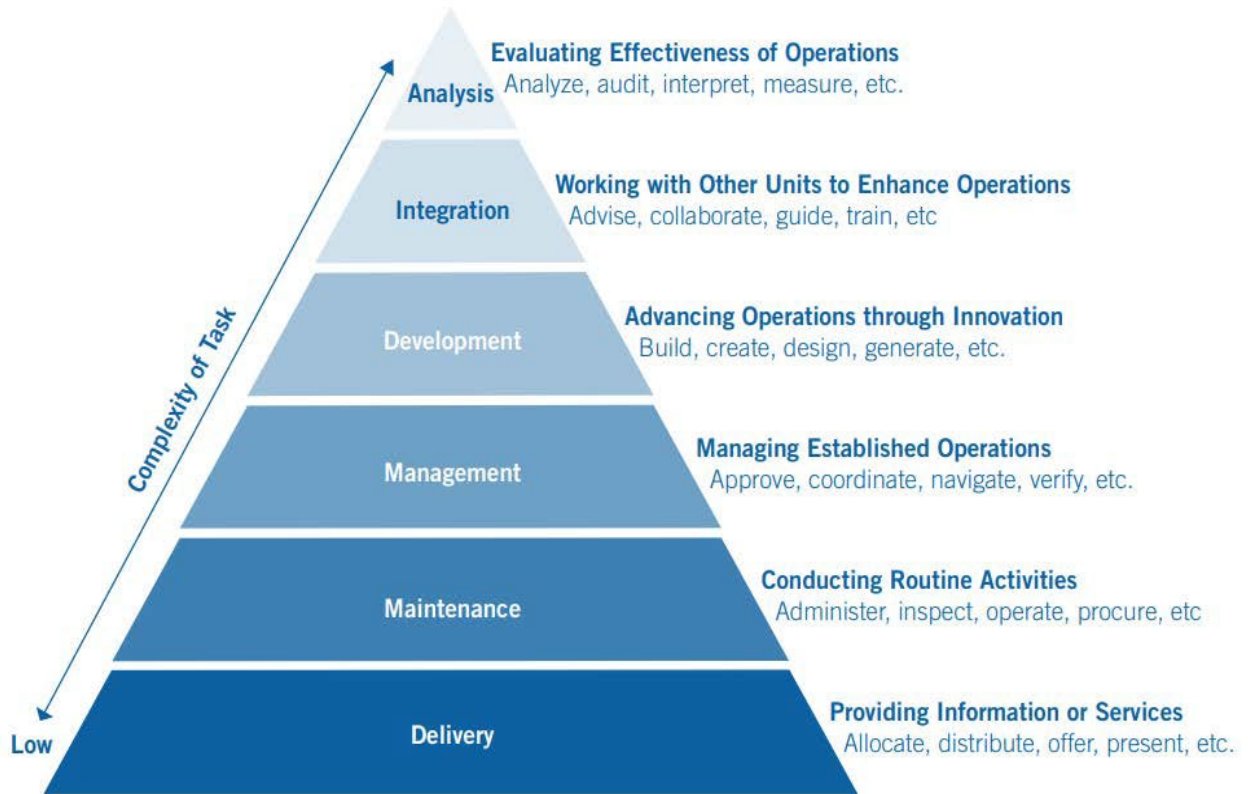 Evaluating Effectiveness of Operations
Analyze, audit, interpret, measure, etc.
Analysis
Working with Other Units to Enhance Operations
Advise, collaborate, guide, train, etc
Integration
Advancing Operations through Innovation
Build, create, design, generate, etc.
Development
Complexity of Task
Managing Established Operations
Approve, coordinate, navigate, verify, etc.
Management
Conducting Routine Activities
Administer, inspect, operate, procure, etc
Maintenance
Providing Information or Services
Allocate, distribute, offer, present, etc.
Delivery
Low